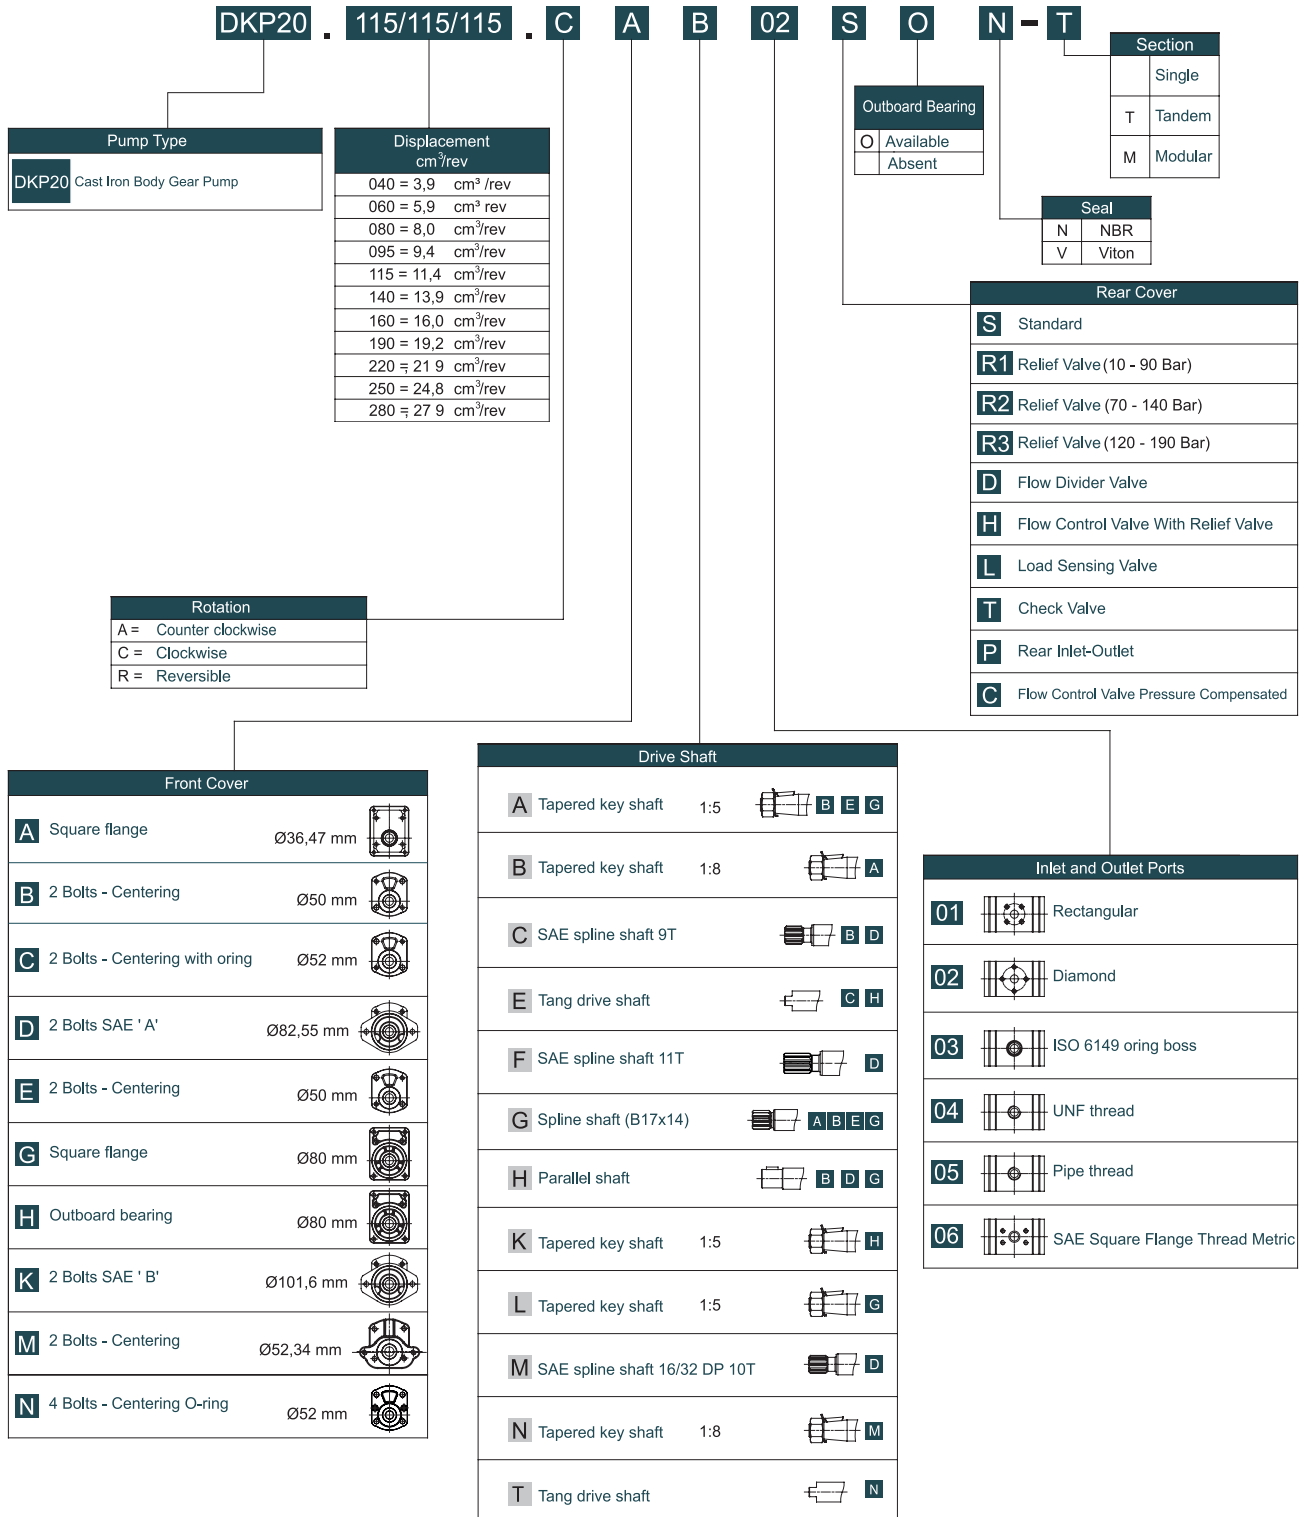 DKP20 . 115/115/115 . C A B 02 S O N - T
Section
Single
T Tandem
M Modular
Outboard Bearing
O Available
Absent
Pump Type
DKP20 Cast Iron Body Gear Pump
Displacement
cm³/rev
040 = 3,9 cm³ /rev
060 = 5,9 cm³ rev
080 = 8,0 cm³/rev
095 = 9,4 cm³/rev
115 = 11,4 cm³/rev
140 = 13,9 cm³/rev
160 = 16,0 cm³/rev
190 = 19,2 cm³/rev
220 = 21,9 cm³/rev
250 = 24,8 cm³/rev
280 = 27,9 cm³/rev
Seal
N NBR
V Viton
Rear Cover
S Standard
R1 Relief Valve (10 - 90 Bar)
R2 Relief Valve (70 - 140 Bar)
R3 Relief Valve (120 - 190 Bar)
D Flow Divider Valve
H Flow Control Valve With Relief Valve
L Load Sensing Valve
T Check Valve
P Rear Inlet-Outlet
C Flow Control Valve Pressure Compensated
Rotation
A = Counter clockwise
C = Clockwise
R = Reversible
Front Cover
A Square flange Ø36,47 mm
B 2 Bolts - Centering Ø50 mm
C 2 Bolts - Centering with oring Ø52 mm
D 2 Bolts SAE ' A' Ø82,55 mm
E 2 Bolts - Centering Ø50 mm
G Square flange Ø80 mm
H Outboard bearing Ø80 mm
K 2 Bolts SAE ' B' Ø101,6 mm
M 2 Bolts - Centering Ø52,34 mm
N 4 Bolts - Centering O-ring Ø52 mm
Drive Shaft
A Tapered key shaft 1:5 B E G
B Tapered key shaft 1:8 A
C SAE spline shaft 9T B D
E Tang drive shaft C H
F SAE spline shaft 11T D
G Spline shaft (B17x14) A B E G
H Parallel shaft B D G
K Tapered key shaft 1:5 H
L Tapered key shaft 1:5 G
M SAE spline shaft 16/32 DP 10T D
N Tapered key shaft 1:8 M
T Tang drive shaft N
Inlet and Outlet Ports
01 Rectangular
02 Diamond
03 ISO 6149 oring boss
04 UNF thread
05 Pipe thread
06 SAE Square Flange Thread Metric